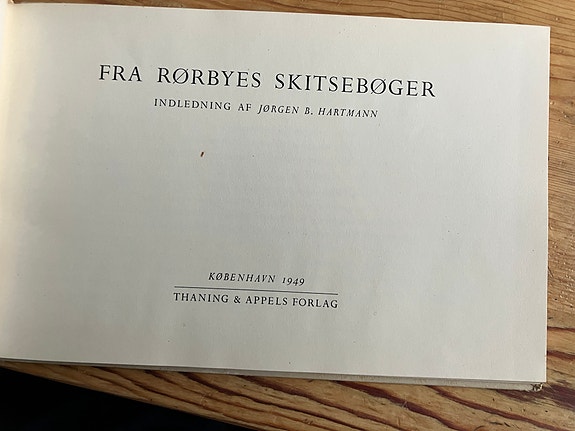 FRA RØRBYES SKITSEBØGER
INDLEDNING AF JØRGEN B. HARTMANN
KØBENHAVN 1949
THANING & APPELS FORLAG